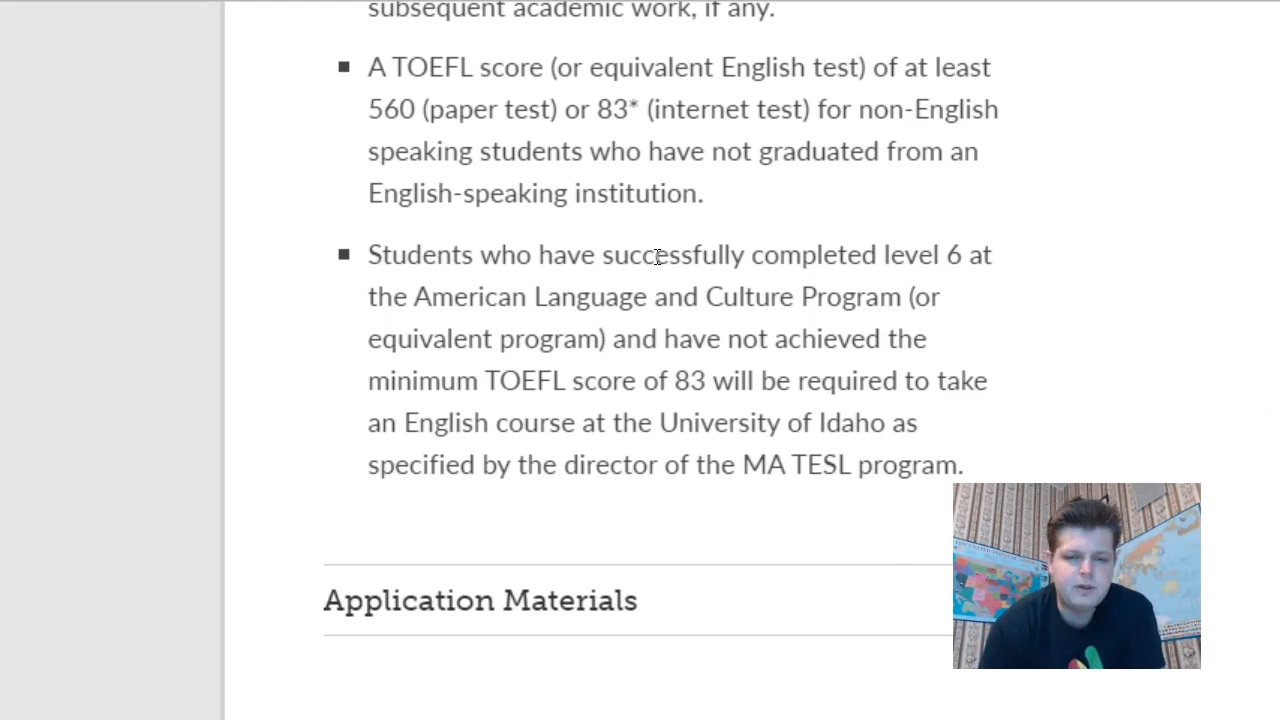 subsequent academic work, if any.
▪ A TOEFL score (or equivalent English test) of at least
560 (paper test) or 83* (internet test) for non-English
speaking students who have not graduated from an
English-speaking institution.
▪ Students who have successfully completed level 6 at
the American Language and Culture Program (or
equivalent program) and have not achieved the
minimum TOEFL score of 83 will be required to take
an English course at the University of Idaho as
specified by the director of the MA TESL program.
Application Materials